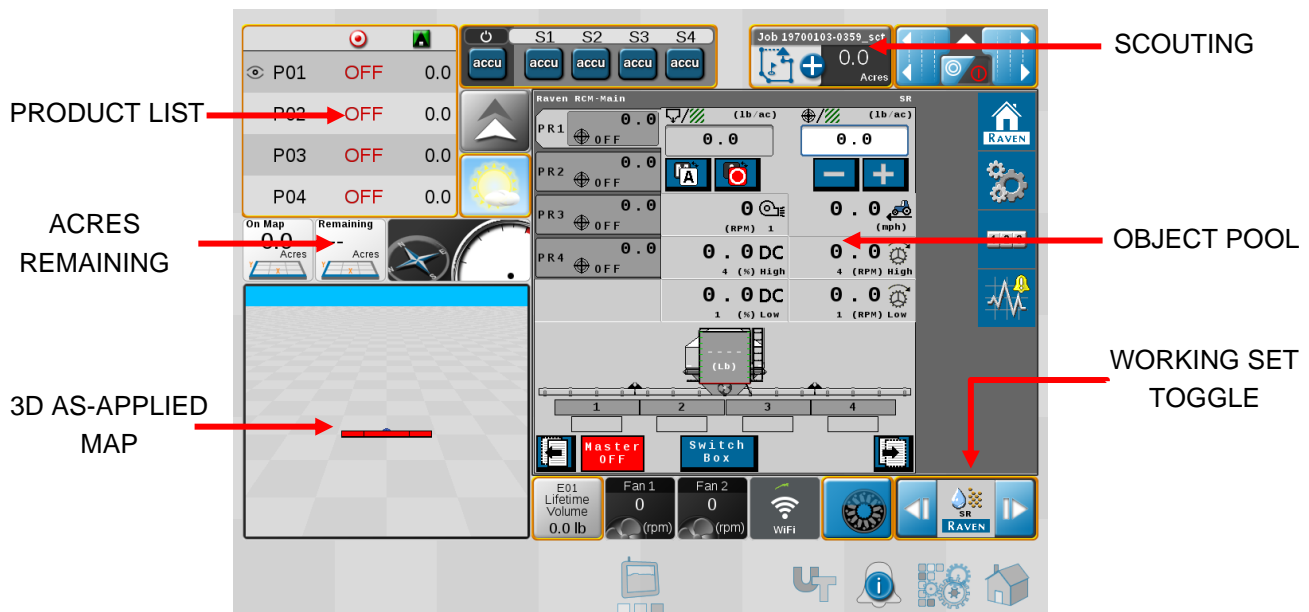 PRODUCT LIST
ACRES
REMAINING
3D AS-APPLIED
MAP
SCOUTING
OBJECT POOL
WORKING SET
TOGGLE
A
P01 OFF 0.0
P02 OFF 0.0
P03 OFF 0.0
P04 OFF 0.0
S1 S2 S3 S4
accu accu accu accu accu
Job 19700103-0359_sct
0.0
Acres
On Map
0.0
Acres
Remaining
--
Acres
Raven RCM-Main SR
PR1 0.0
OFF
PR2 0.0
OFF
PR3 0.0
OFF
PR4 0.0
OFF
(lb/ac) (lb/ac)
0.0 0.0
A
0 0.0
(RPM) 1 (mph)
0.0 DC 0.0
4 (%) High 4 (RPM) High
0.0 DC 0.0
1 (%) Low 1 (RPM) Low
----
(Lb)
1 2 3 4
Master
OFF
Switch
Box
RAVEN
E01
Lifetime
Volume
0.0 lb
Fan 1
0
(rpm)
Fan 2
0
(rpm)
WiFi
SR
RAVEN
UT